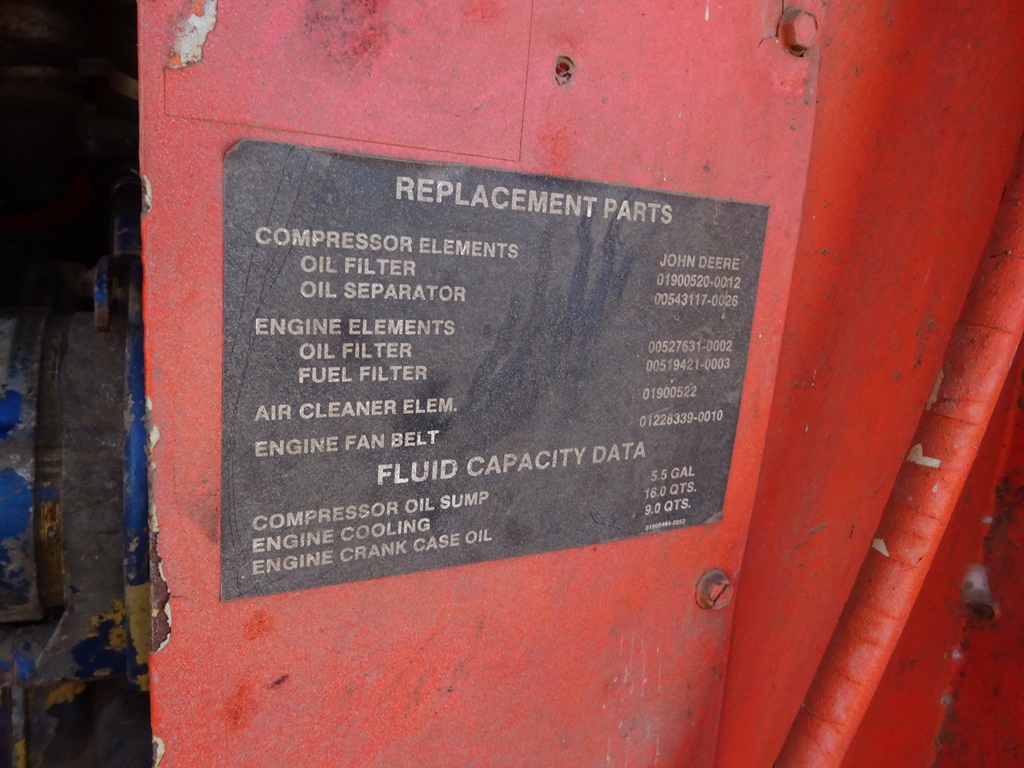 REPLACEMENT PARTS
COMPRESSOR ELEMENTS JOHN DEERE
OIL FILTER 01900520-0012
OIL SEPARATOR 00543117-0026
ENGINE ELEMENTS
OIL FILTER 00527631-0002
FUEL FILTER 00519421-0003
AIR CLEANER ELEM. 01900522
ENGINE FAN BELT 01228339-0010
FLUID CAPACITY DATA
COMPRESSOR OIL SUMP 5.5 GAL
ENGINE COOLING 16.0 QTS.
ENGINE CRANK CASE OIL 9.0 QTS.